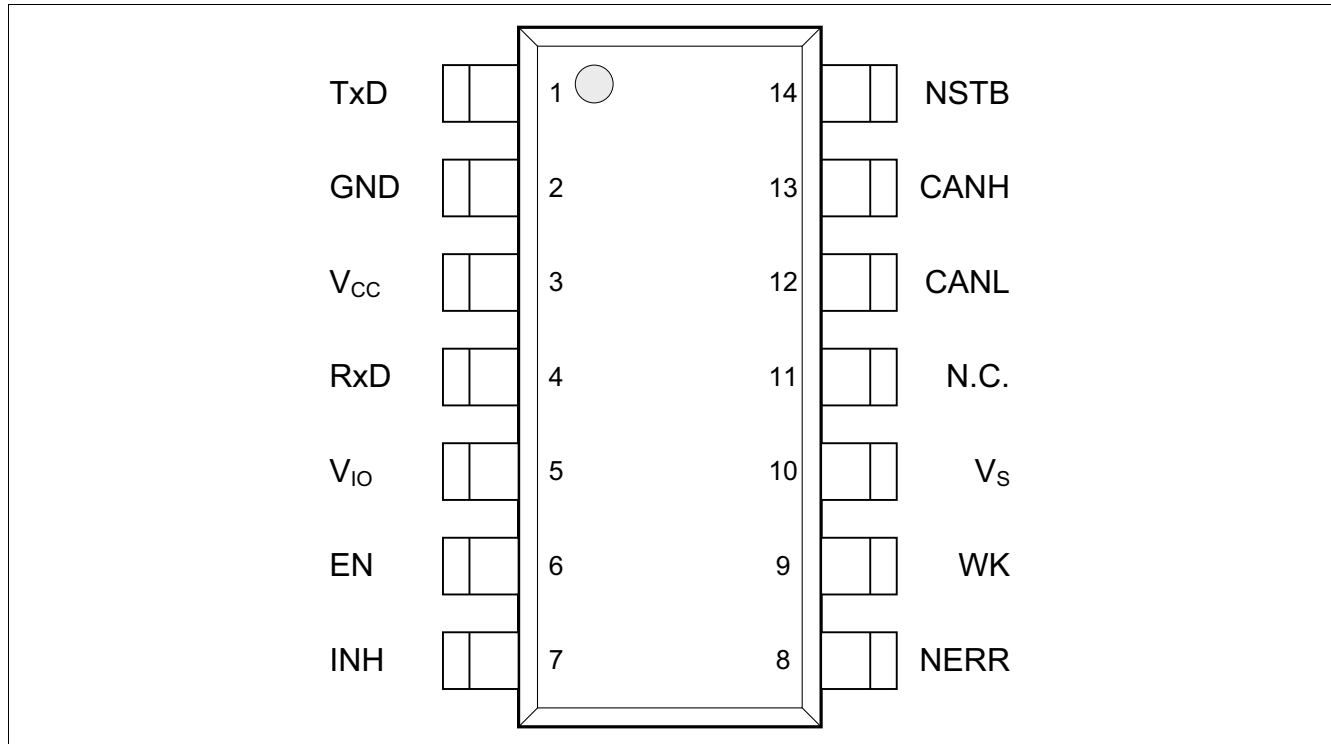 TxD 1 14 NSTB
GND 2 13 CANH
V_CC 3 12 CANL
RxD 4 11 N.C.
V_IO 5 10 V_S
EN 6 9 WK
INH 7 8 NERR